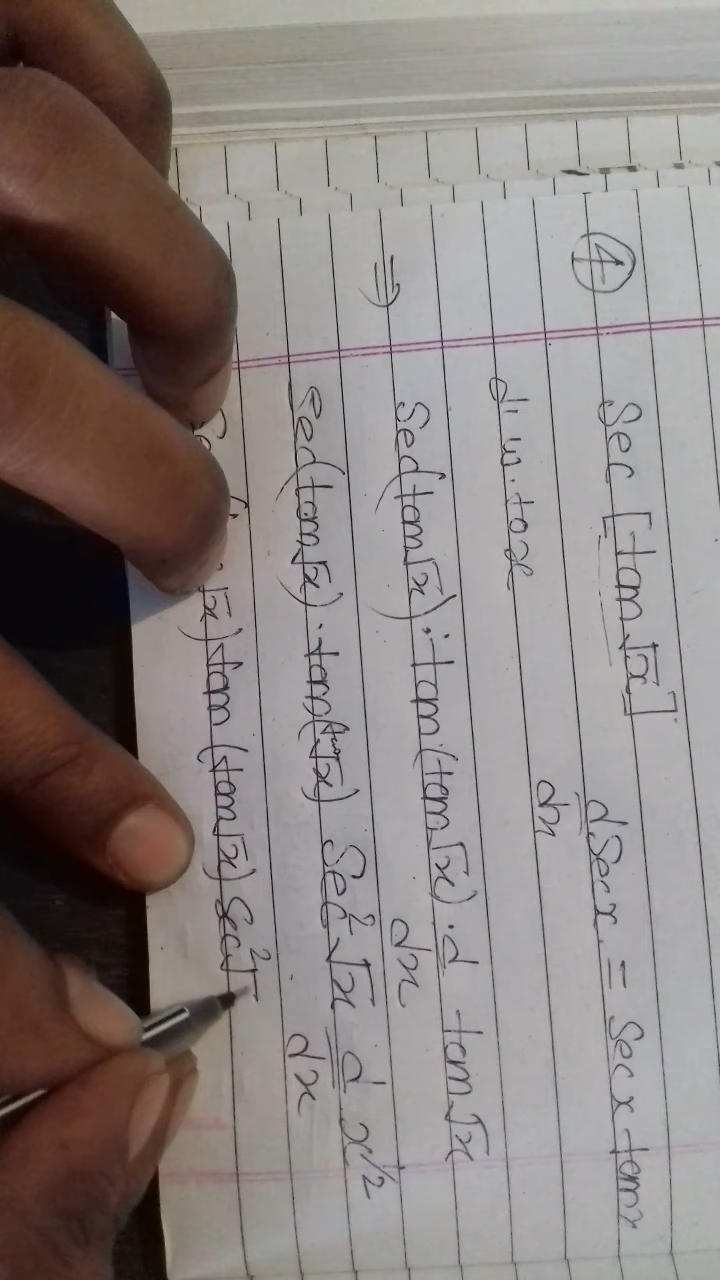 ④ Sec [tan√x]
d Sec x = Sec x tan x
dx
d' w. to x
⇒ Sec(tan√x) · tan(tan√x) · d tan√x
dx
Sec(tan√x) · tan(tan√x) Sec²√x d x^1/2
dx
√x) tan(tan√x) Sec²√